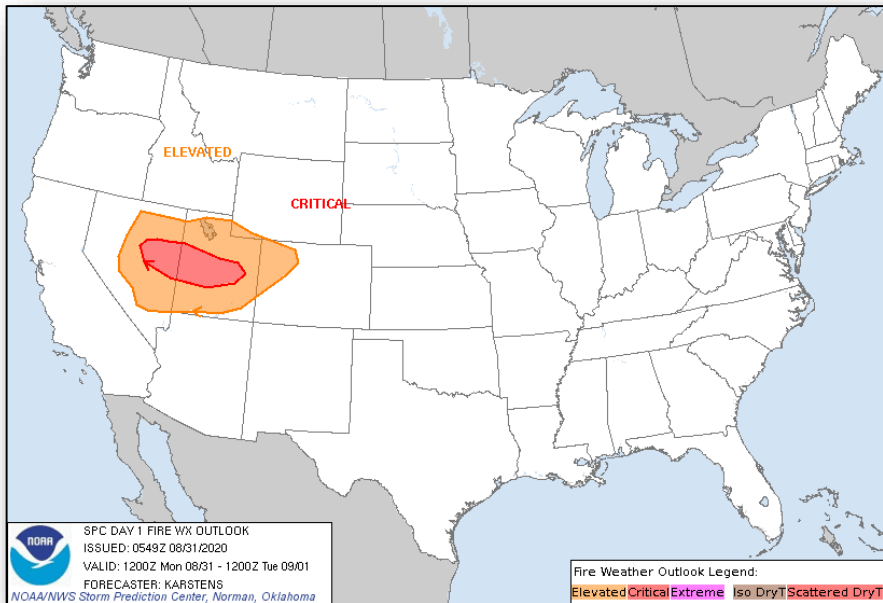 ELEVATED
CRITICAL
NOAA
SPC DAY 1 FIRE WX OUTLOOK
ISSUED: 0549Z 08/31/2020
VALID: 1200Z Mon 08/31 - 1200Z Tue 09/01
FORECASTER: KARSTENS
NOAA/NWS Storm Prediction Center, Norman, Oklahoma
Fire Weather Outlook Legend:
Elevated Critical Extreme Iso DryT Scattered DryT